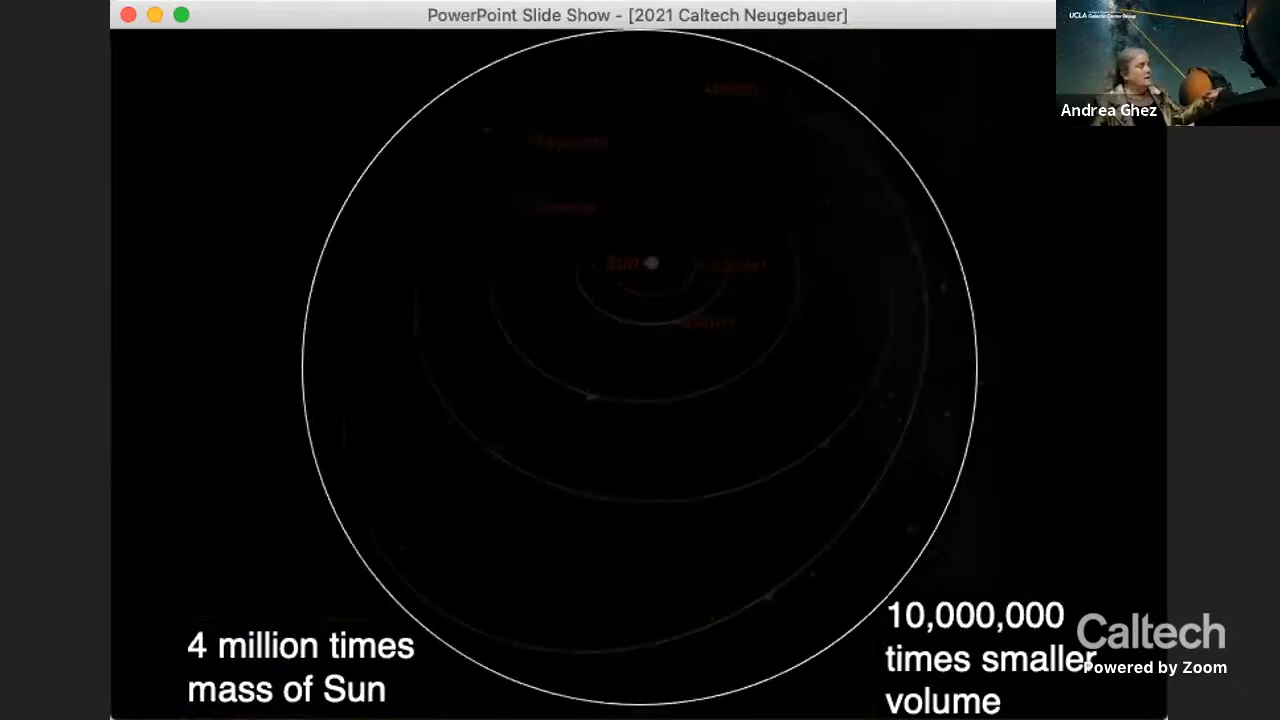 PowerPoint Slide Show - [2021 Caltech Neugebauer]
UCLA Galactic Center Group
Andrea Ghez
Sun
4 million times
mass of Sun
10,000,000
times smaller
volume
Caltech
Powered by Zoom